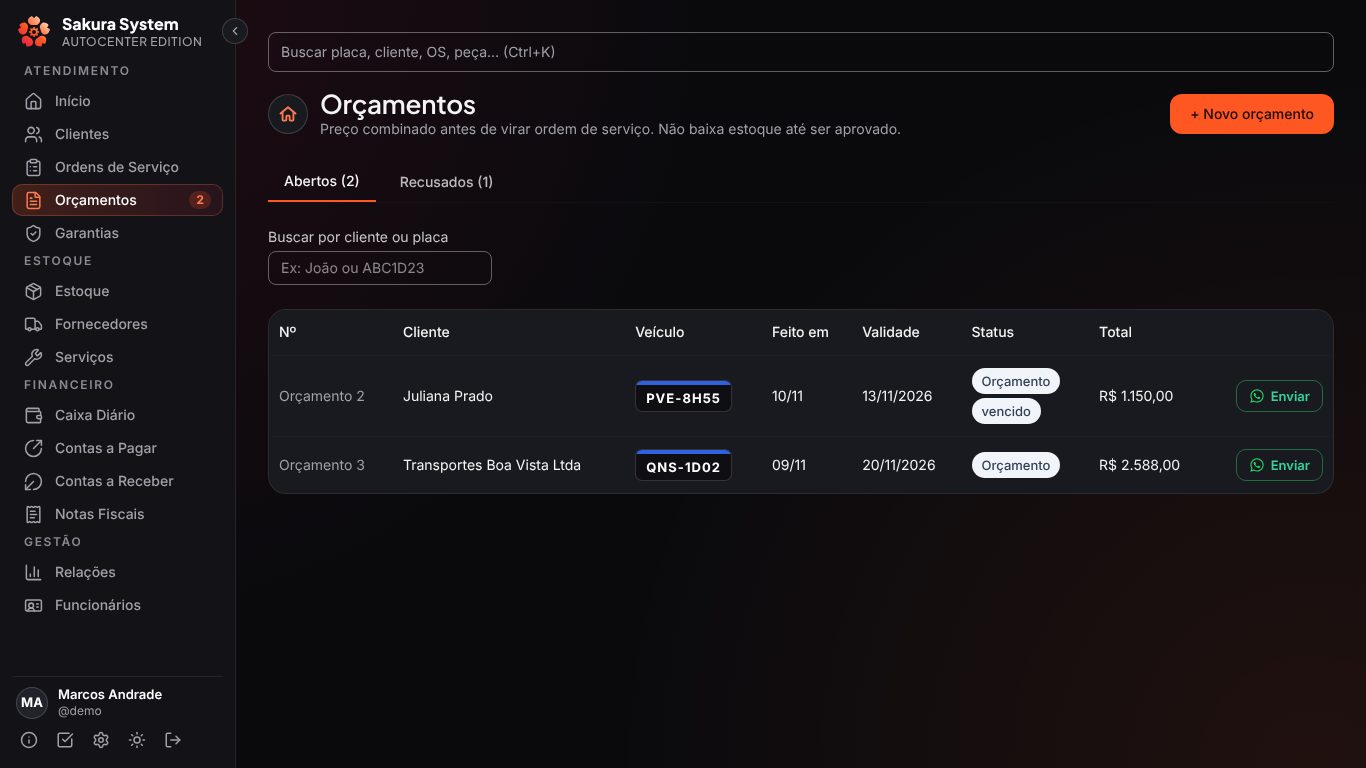 Sakura System
AUTOCENTER EDITION
ATENDIMENTO
Início
Clientes
Ordens de Serviço
Orçamentos 2
Garantias
ESTOQUE
Estoque
Fornecedores
Serviços
FINANCEIRO
Caixa Diário
Contas a Pagar
Contas a Receber
Notas Fiscais
GESTÃO
Relações
Funcionários
MA
Marcos Andrade
@demo
Buscar placa, cliente, OS, peça... (Ctrl+K)
Orçamentos
Preço combinado antes de virar ordem de serviço. Não baixa estoque até ser aprovado.
+ Novo orçamento
Abertos (2) Recusados (1)
Buscar por cliente ou placa
Ex: João ou ABC1D23
Nº Cliente Veículo Feito em Validade Status Total
Orçamento 2 Juliana Prado PVE-8H55 10/11 13/11/2026 Orçamento vencido R$ 1.150,00 Enviar
Orçamento 3 Transportes Boa Vista Ltda QNS-1D02 09/11 20/11/2026 Orçamento R$ 2.588,00 Enviar